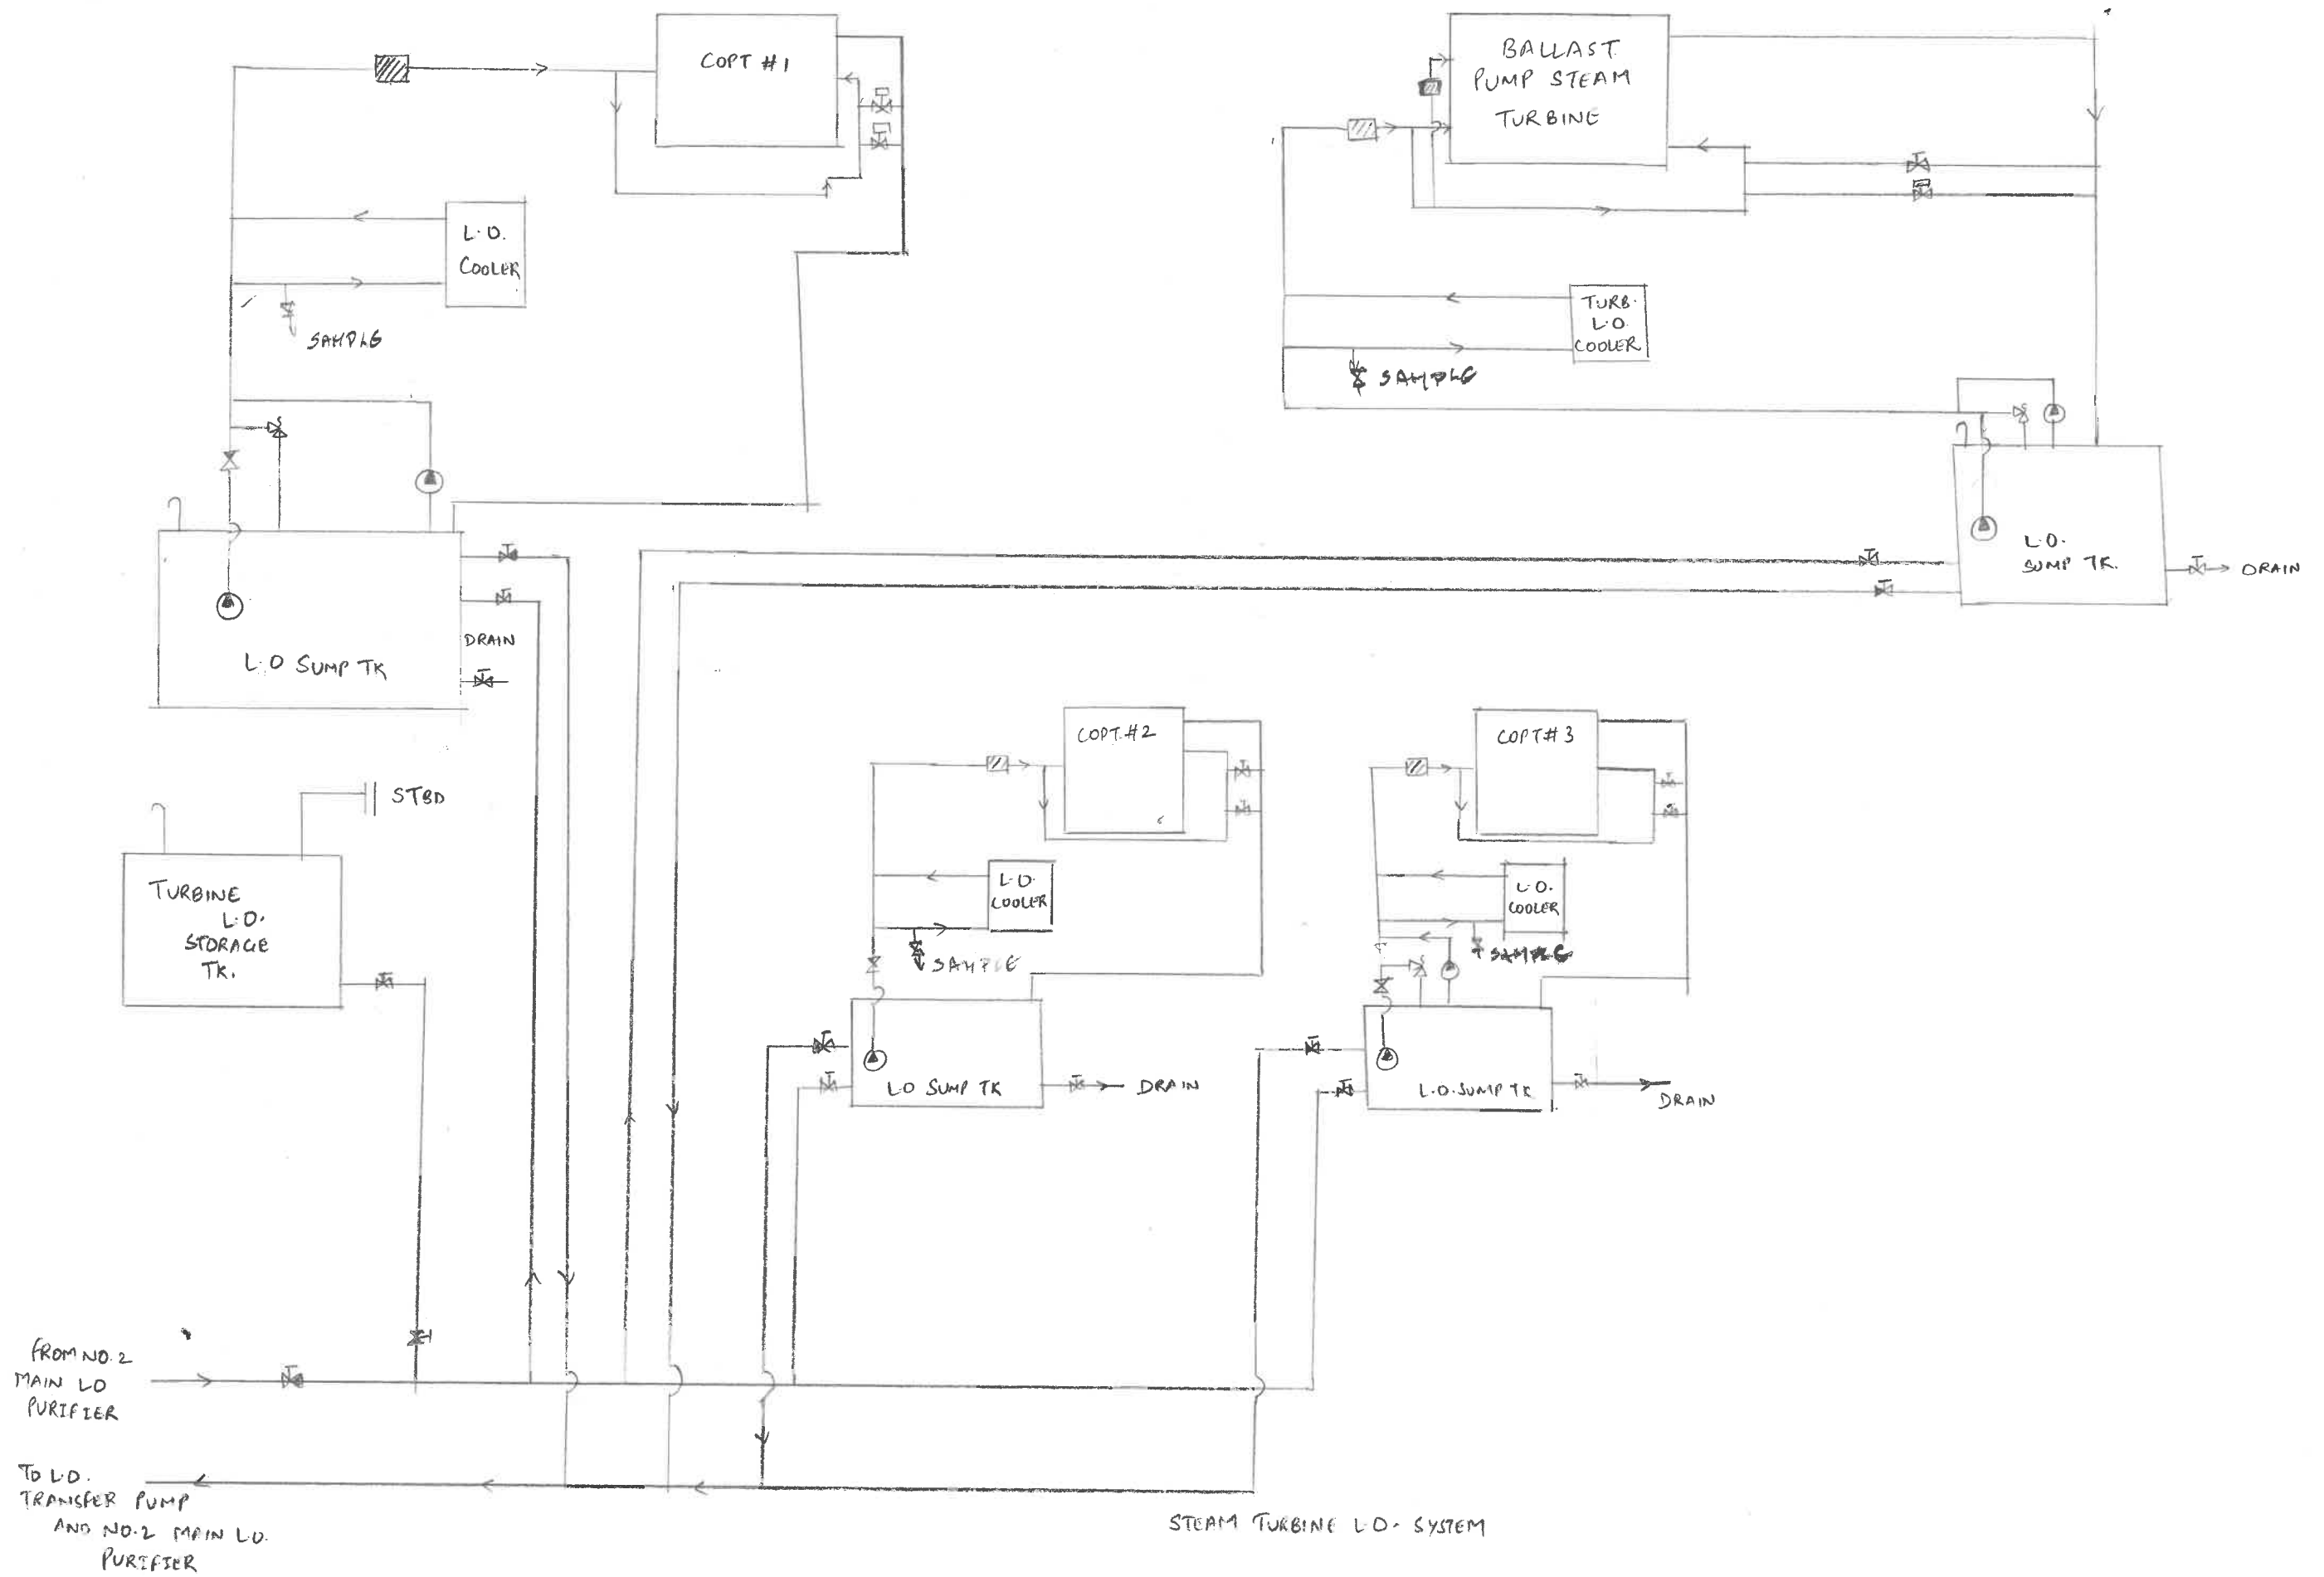 COPT #1
BALLAST
PUMP STEAM
TURBINE
L.O.
COOLER
SAMPLE
TURB.
L.O.
COOLER
SAMPLE
L.O.
SUMP TK.
DRAIN
DRAIN
L.O SUMP TK
COPT.#2
COPT#3
STBD
TURBINE
L.O.
STORAGE
TK.
L.O.
COOLER
SAMPLE
L.O.
COOLER
SAMPLE
LO SUMP TK
DRAIN
L.O.SUMP TK
DRAIN
FROM NO.2
MAIN LO
PURIFIER
TO L.O.
TRANSFER PUMP
AND NO.2 MAIN L.O.
PURIFIER
STEAM TURBINE L.O. SYSTEM